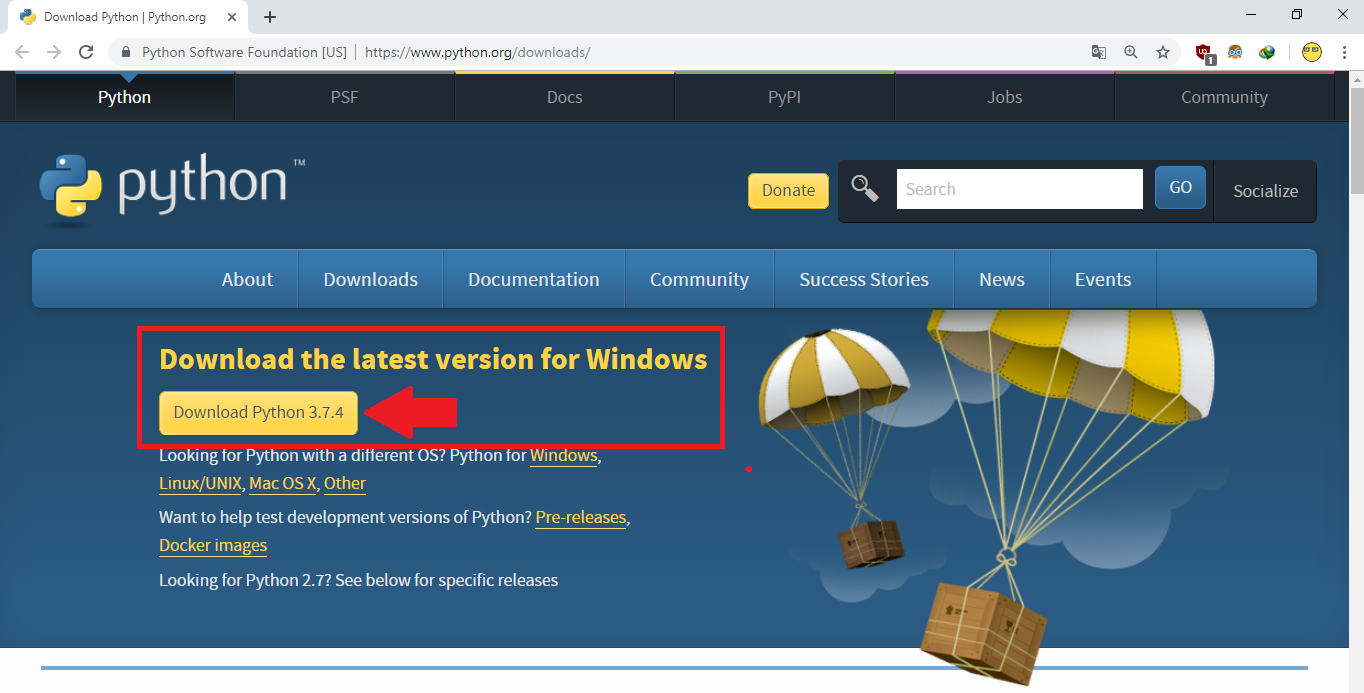 Download Python | Python.org
Python Software Foundation [US] | https://www.python.org/downloads/
1
Python PSF Docs PyPI Jobs Community
python™
Donate Search GO Socialize
About Downloads Documentation Community Success Stories News Events
Download the latest version for Windows
Download Python 3.7.4
Looking for Python with a different OS? Python for Windows,
Linux/UNIX, Mac OS X, Other
Want to help test development versions of Python? Pre-releases,
Docker images
Looking for Python 2.7? See below for specific releases